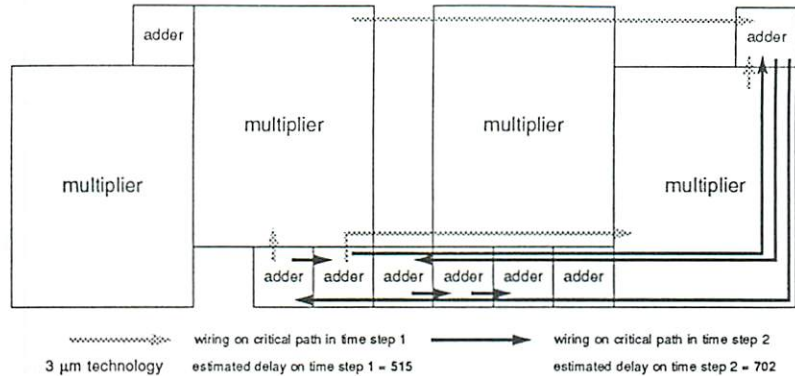 adder
adder
multiplier
multiplier
multiplier
multiplier
adder adder adder adder adder adder
wiring on critical path in time step 1 wiring on critical path in time step 2
3 μm technology estimated delay on time step 1 = 515 estimated delay on time step 2 = 702